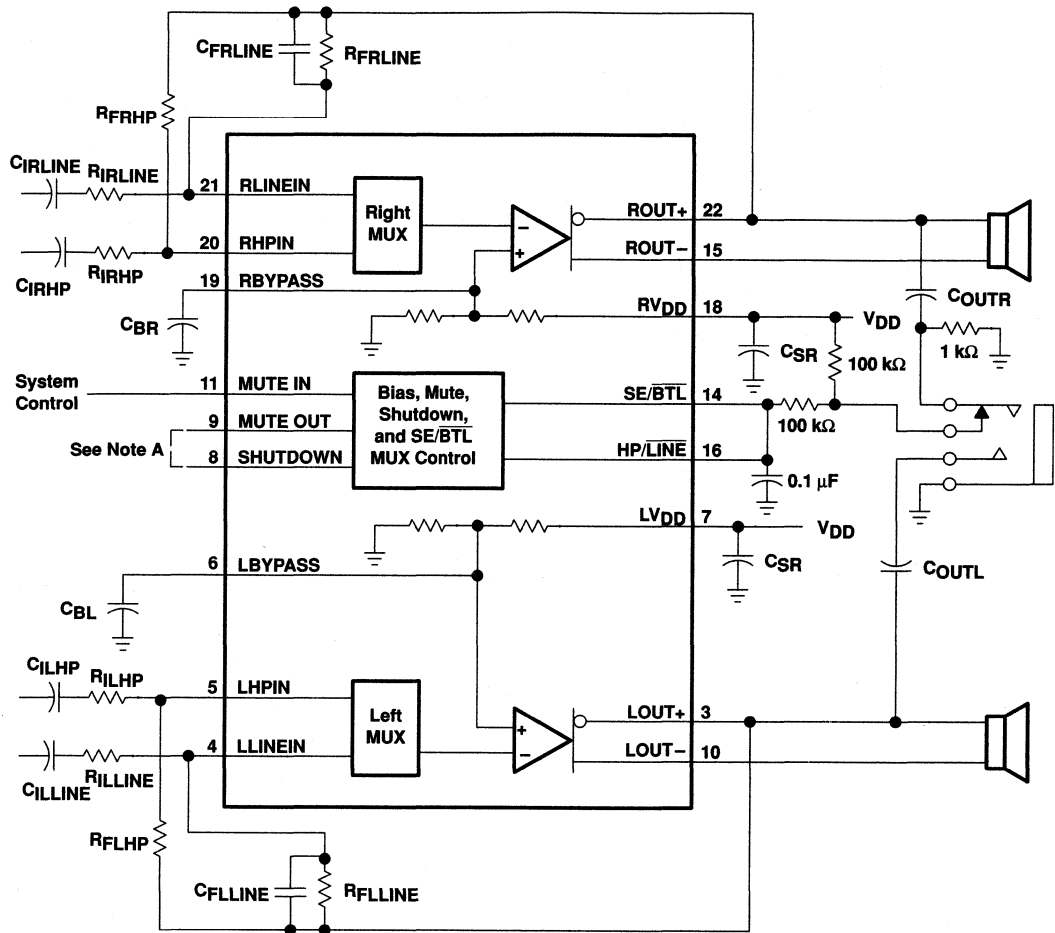 CFRLINE
RFRLINE
RFRHP
CIRLINE
RIRLINE
21 RLINEIN
Right
MUX
ROUT+ 22
−
+
ROUT− 15
20 RHPIN
CIRHP
RIRHP
19 RBYPASS
CBR
COUTR
RVDD 18
VDD
CSR
100 kΩ
1 kΩ
System
Control
11 MUTE IN
Bias, Mute,
Shutdown,
and SE/BTL
MUX Control
SE/BTL 14
100 kΩ
9 MUTE OUT
See Note A
8 SHUTDOWN
HP/LINE 16
0.1 μF
LVDD 7
VDD
CSR
6 LBYPASS
CBL
COUTL
CILHP
RILHP
5 LHPIN
Left
MUX
LOUT+ 3
+
−
LOUT− 10
4 LLINEIN
CILLINE
RILLINE
RFLHP
CFLLINE
RFLLINE